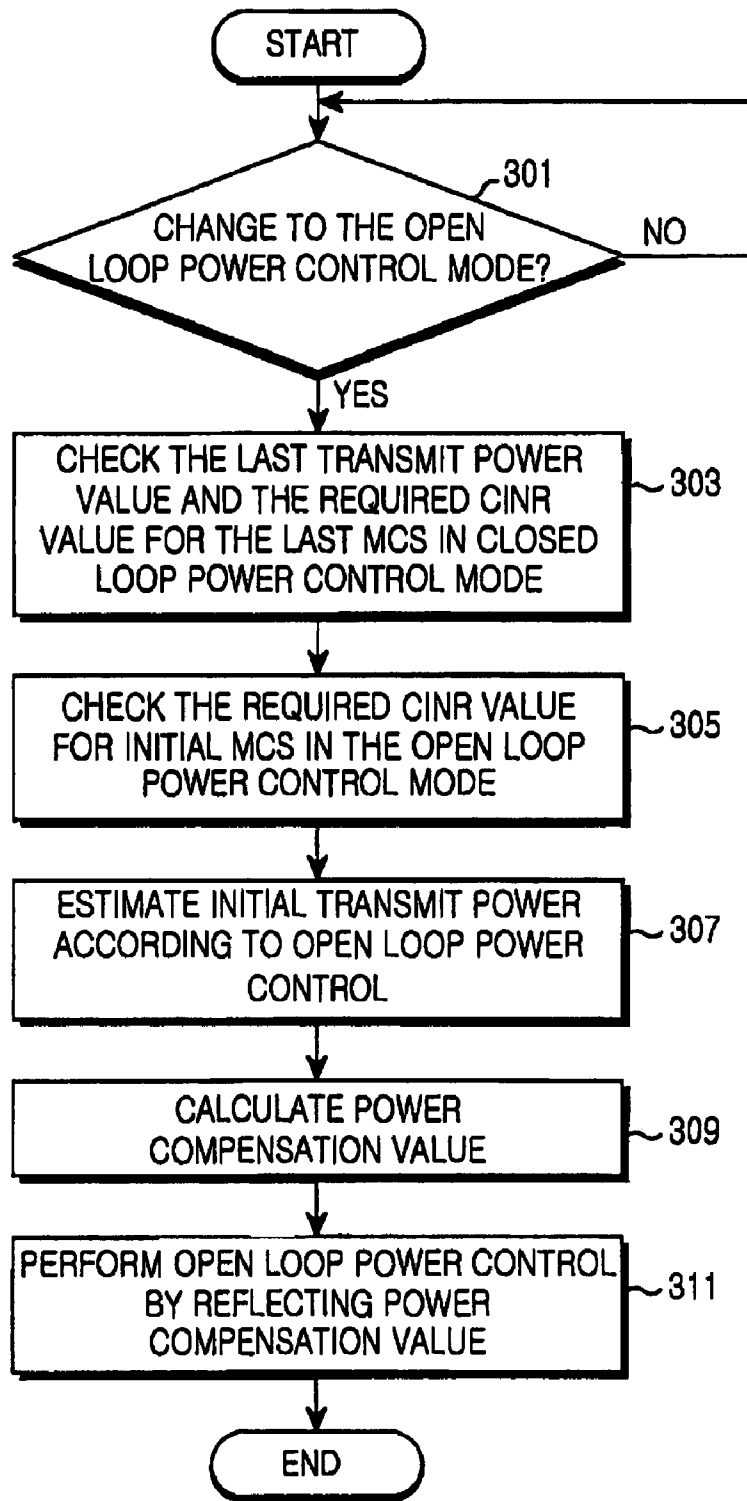 START
301
CHANGE TO THE OPEN
LOOP POWER CONTROL MODE?
NO
YES
CHECK THE LAST TRANSMIT POWER
VALUE AND THE REQUIRED CINR
VALUE FOR THE LAST MCS IN CLOSED
LOOP POWER CONTROL MODE
303
CHECK THE REQUIRED CINR VALUE
FOR INITIAL MCS IN THE OPEN LOOP
POWER CONTROL MODE
305
ESTIMATE INITIAL TRANSMIT POWER
ACCORDING TO OPEN LOOP POWER
CONTROL
307
CALCULATE POWER
COMPENSATION VALUE
309
PERFORM OPEN LOOP POWER CONTROL
BY REFLECTING POWER
COMPENSATION VALUE
311
END